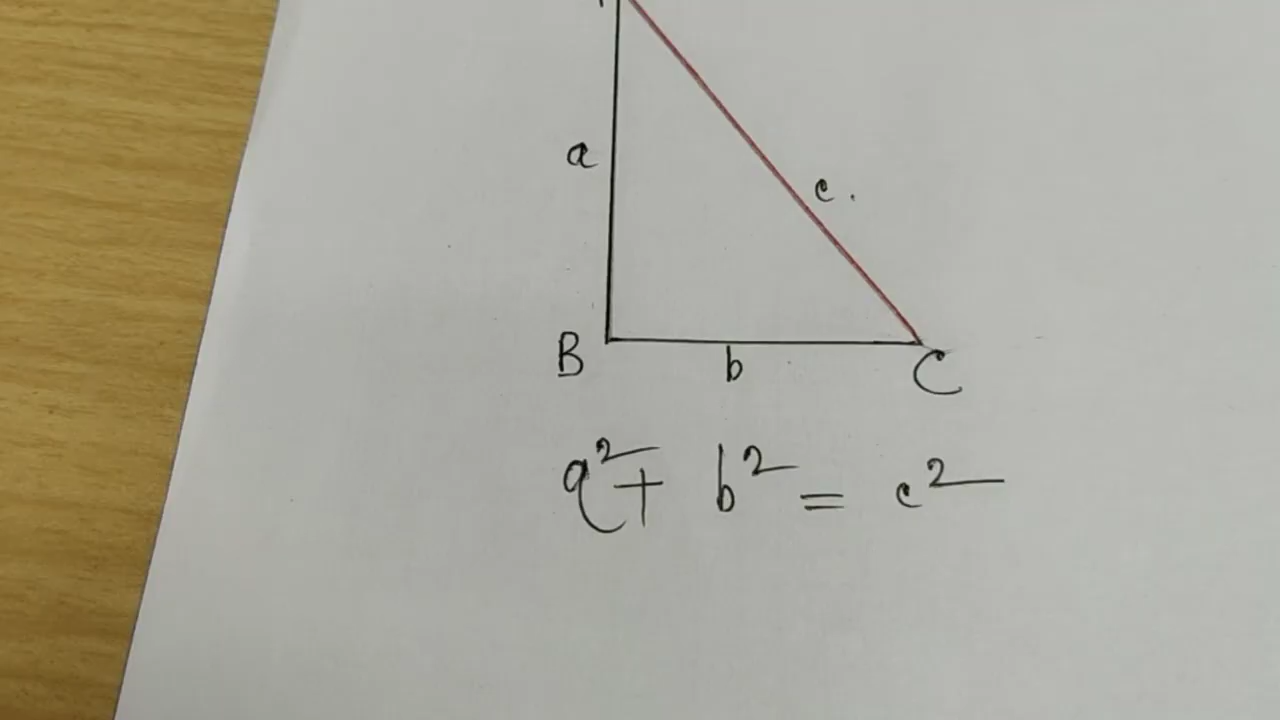 a
c.
B
b
C
a² + b² = c²